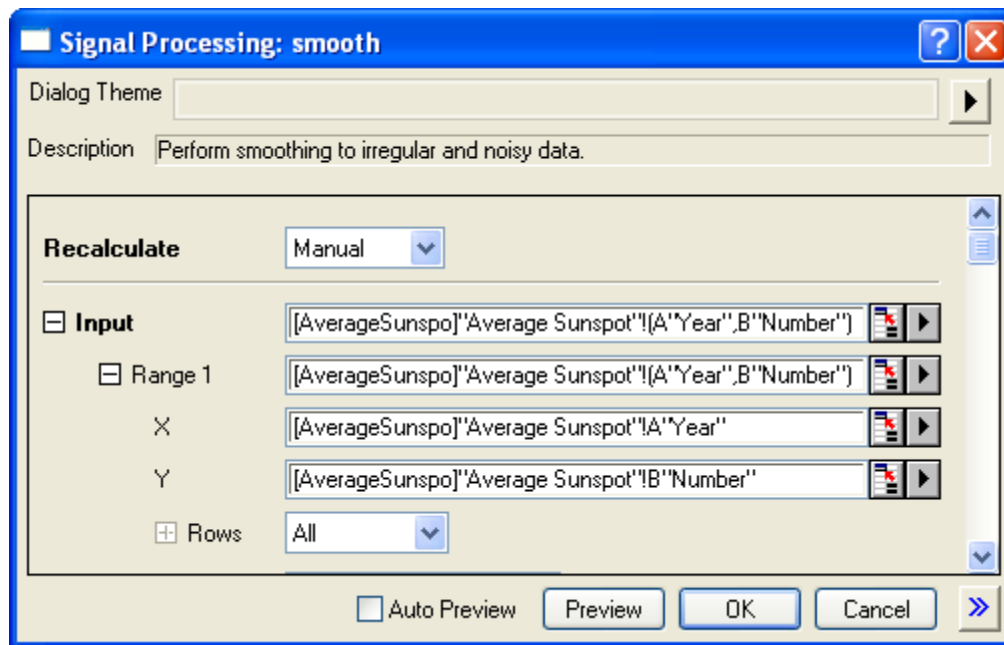 Signal Processing: smooth
Dialog Theme
Description Perform smoothing to irregular and noisy data.
Recalculate Manual
Input [AverageSunspo]"Average Sunspot"!(A"Year",B"Number")
Range 1 [AverageSunspo]"Average Sunspot"!(A"Year",B"Number")
X [AverageSunspo]"Average Sunspot"!A"Year"
Y [AverageSunspo]"Average Sunspot"!B"Number"
Rows All
Auto Preview Preview OK Cancel